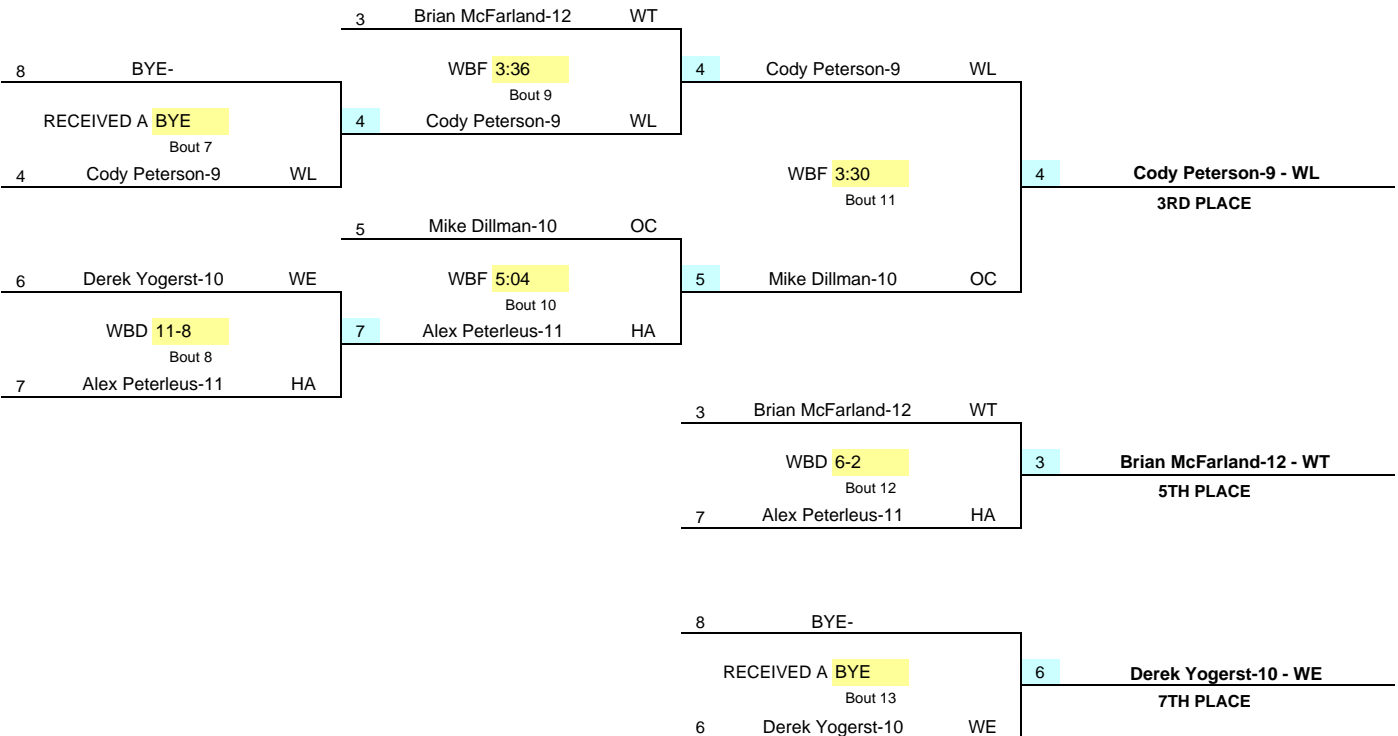 3 Brian McFarland-12 WT
8 BYE- WBF 3:36 4 Cody Peterson-9 WL
Bout 9
RECEIVED A BYE 4 Cody Peterson-9 WL
Bout 7
4 Cody Peterson-9 WL WBF 3:30 4 Cody Peterson-9 - WL
Bout 11 3RD PLACE
5 Mike Dillman-10 OC
6 Derek Yogerst-10 WE WBF 5:04 5 Mike Dillman-10 OC
Bout 10
WBD 11-8 7 Alex Peterleus-11 HA
Bout 8
7 Alex Peterleus-11 HA
3 Brian McFarland-12 WT
WBD 6-2 3 Brian McFarland-12 - WT
Bout 12 5TH PLACE
7 Alex Peterleus-11 HA
8 BYE-
RECEIVED A BYE 6 Derek Yogerst-10 - WE
Bout 13 7TH PLACE
6 Derek Yogerst-10 WE